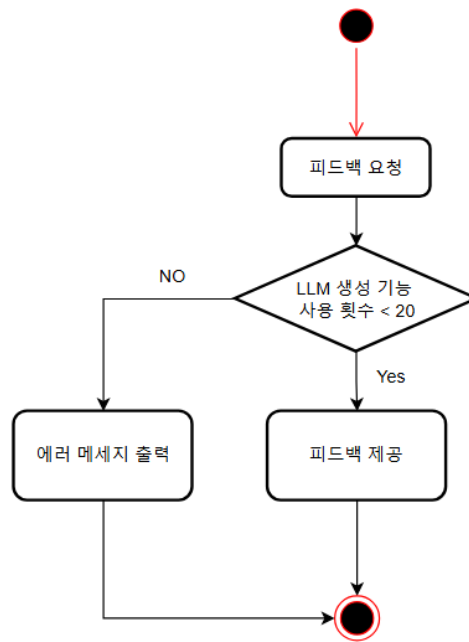 피드백 요청
LLM 생성 기능
사용 횟수 < 20
NO
Yes
에러 메세지 출력
피드백 제공